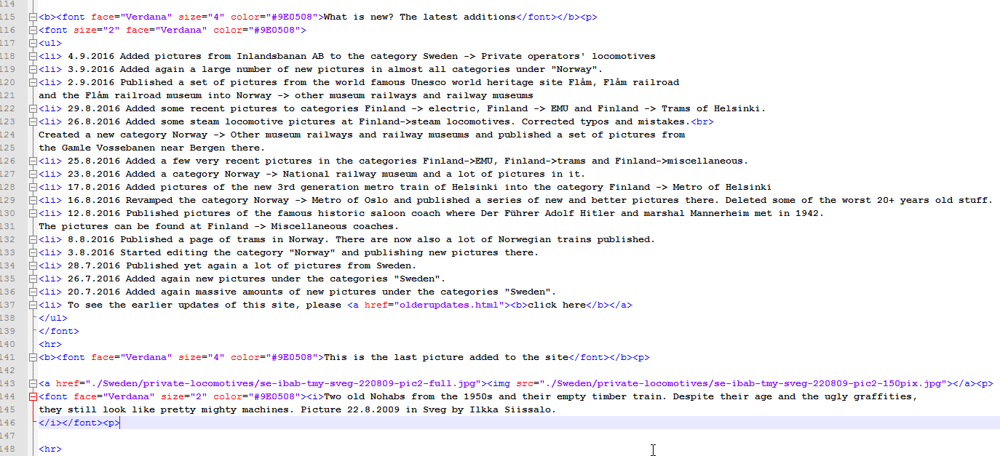 114
115 <b><font face="Verdana" size="4" color="#9E0508">What is new? The latest additions</font></b><p>
116 <font size="2" face="Verdana" color="#9E0508">
117 <ul>
118 <li> 4.9.2016 Added pictures from Inlandsbanan AB to the category Sweden -> Private operators' locomotives
119 <li> 3.9.2016 Added again a large number of new pictures in almost all categories under "Norway".
120 <li> 2.9.2016 Published a set of pictures from the world famous Unesco world heritage site Flåm, Flåm railroad
121 and the Flåm railroad museum into Norway -> other museum railways and railway museums
122 <li> 29.8.2016 Added some recent pictures to categories Finland -> electric, Finland -> EMU and Finland -> Trams of Helsinki.
123 <li> 26.8.2016 Added some steam locomotive pictures at Finland->steam locomotives. Corrected typos and mistakes.<br>
124 Created a new category Norway -> Other museum railways and railway museums and published a set of pictures from
125 the Gamle Vossebanen near Bergen there.
126 <li> 25.8.2016 Added a few very recent pictures in the categories Finland->EMU, Finland->trams and Finland->miscellaneous.
127 <li> 23.8.2016 Added a category Norway -> National railway museum and a lot of pictures in it.
128 <li> 17.8.2016 Added pictures of the new 3rd generation metro train of Helsinki into the category Finland -> Metro of Helsinki
129 <li> 16.8.2016 Revamped the category Norway -> Metro of Oslo and published a series of new and better pictures there. Deleted some of the worst 20+ years old stuff.
130 <li> 12.8.2016 Published pictures of the famous historic saloon coach where Der Führer Adolf Hitler and marshal Mannerheim met in 1942.
131 The pictures can be found at Finland -> Miscellaneous coaches.
132 <li> 8.8.2016 Published a page of trams in Norway. There are now also a lot of Norwegian trains published.
133 <li> 3.8.2016 Started editing the category "Norway" and publishing new pictures there.
134 <li> 28.7.2016 Published yet again a lot of pictures from Sweden.
135 <li> 26.7.2016 Added again new pictures under the categories "Sweden".
136 <li> 20.7.2016 Added again massive amounts of new pictures under the categories "Sweden".
137 <li> To see the earlier updates of this site, please <a href="olderupdates.html"><b>click here</b></a>
138 </ul>
139 </font>
140 <hr>
141 <b><font face="Verdana" size="4" color="#9E0508">This is the last picture added to the site</font></b><p>
142
143 <a href="./Sweden/private-locomotives/se-ibab-tmy-sveg-220809-pic2-full.jpg"><img src="./Sweden/private-locomotives/se-ibab-tmy-sveg-220809-pic2-150pix.jpg"></a><p>
144 <font face="Verdana" size="2" color="#9E0508"><i>Two old Nohabs from the 1950s and their empty timber train. Despite their age and the ugly graffities,
145 they still look like pretty mighty machines. Picture 22.8.2009 in Sveg by Ilkka Siissalo.
146 </i></font><p>
147
148 <hr>